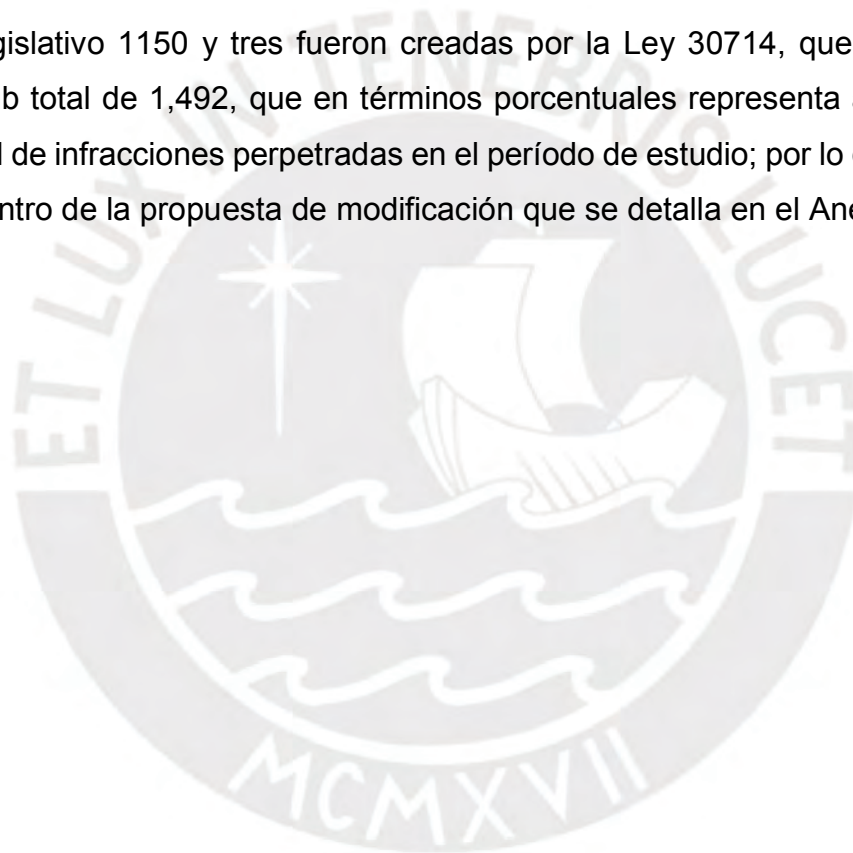 gislativo 1150 y tres fueron creadas por la Ley 30714, que
b total de 1,492, que en términos porcentuales representa
l de infracciones perpetradas en el período de estudio; por lo
ntro de la propuesta de modificación que se detalla en el
ET LUX IN TENEBRIS LUCET
MCMXVII